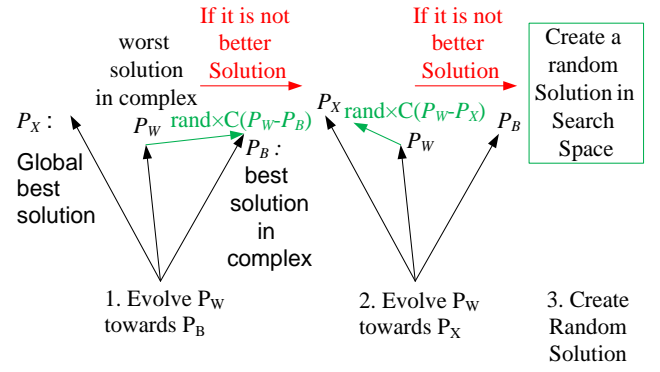 If it is not
better
Solution
worst
solution
in complex
P_X :
Global
best
solution
P_W
rand×C(P_W-P_B)
P_B :
best
solution
in
complex
1. Evolve P_W
towards P_B
If it is not
better
Solution
P_X
rand×C(P_W-P_X)
P_W
P_B
2. Evolve P_W
towards P_X
Create a
random
Solution in
Search
Space
3. Create
Random
Solution